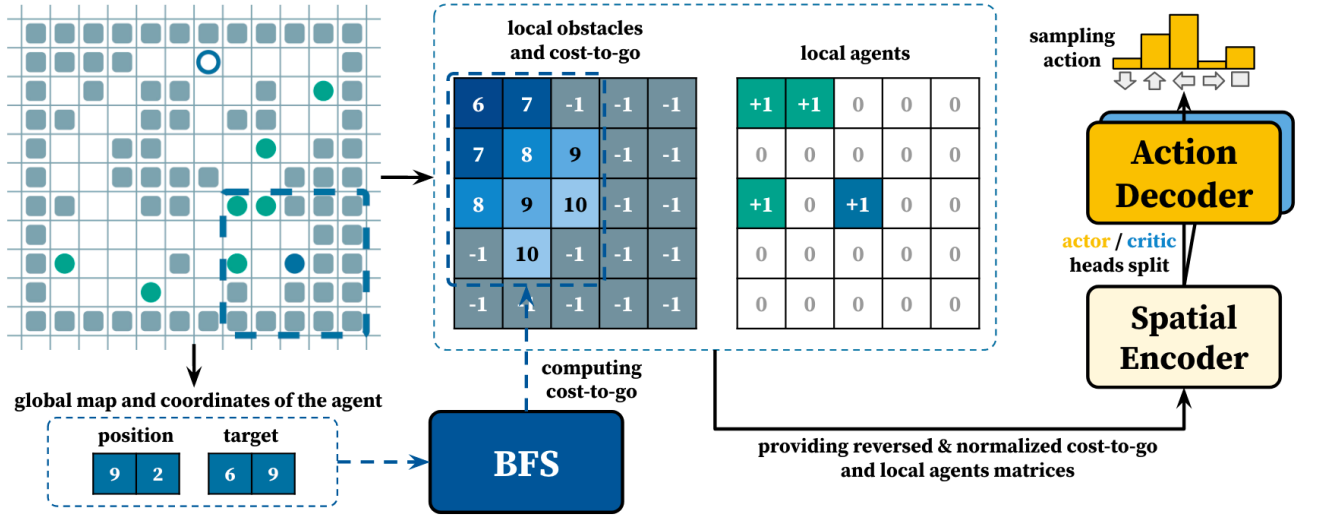 local obstacles
and cost-to-go
6 7 -1 -1 -1
7 8 9 -1 -1
8 9 10 -1 -1
-1 10 -1 -1 -1
-1 -1 -1 -1 -1
local agents
+1 +1 0 0 0
0 0 0 0 0
+1 0 +1 0 0
0 0 0 0 0
0 0 0 0 0
sampling
action
Action
Decoder
actor / critic
heads split
Spatial
Encoder
computing
cost-to-go
global map and coordinates of the agent
position
9 2
target
6 9
BFS
providing reversed & normalized cost-to-go
and local agents matrices